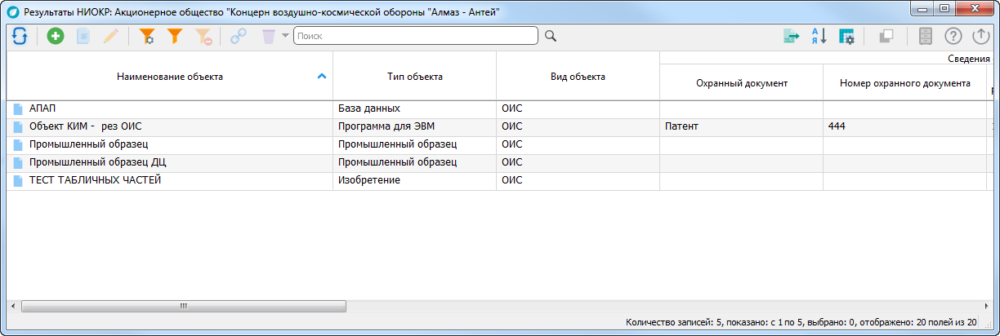 Результаты НИОКР: Акционерное общество "Концерн воздушно-космической обороны "Алмаз - Антей"
Поиск
Сведения
Наименование объекта Тип объекта Вид объекта Охранный документ Номер охранного документа
АПАП База данных ОИС
Объект КИМ - рез ОИС Программа для ЭВМ ОИС Патент 444
Промышленный образец Промышленный образец ОИС
Промышленный образец ДЦ Промышленный образец ОИС
ТЕСТ ТАБЛИЧНЫХ ЧАСТЕЙ Изобретение ОИС
Количество записей: 5, показано: с 1 по 5, выбрано: 0, отображено: 20 полей из 20